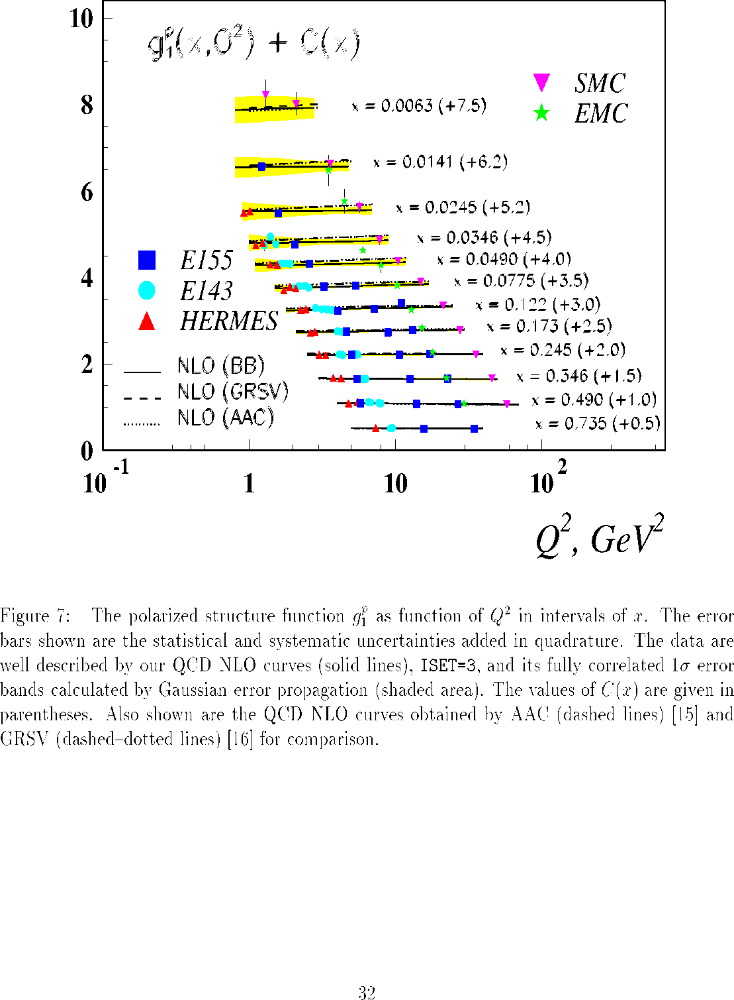 10
g₁ᵖ(x,Q²) + C(x)
SMC
EMC
8
x = 0.0063 (+7.5)
x = 0.0141 (+6.2)
6
x = 0.0245 (+5.2)
x = 0.0346 (+4.5)
E155
x = 0.0490 (+4.0)
4
x = 0.0775 (+3.5)
E143
x = 0.122 (+3.0)
HERMES
x = 0.173 (+2.5)
x = 0.245 (+2.0)
2
NLO (BB)
x = 0.346 (+1.5)
NLO (GRSV)
x = 0.490 (+1.0)
NLO (AAC)
x = 0.735 (+0.5)
0
10⁻¹ 1 10 10²
Q², GeV²
Figure 7: The polarized structure function g₁ᵖ as function of Q² in intervals of x. The error
bars shown are the statistical and systematic uncertainties added in quadrature. The data are
well described by our QCD NLO curves (solid lines), ISET=3, and its fully correlated 1σ error
bands calculated by Gaussian error propagation (shaded area). The values of C(x) are given in
parentheses. Also shown are the QCD NLO curves obtained by AAC (dashed lines) [15] and
GRSV (dashed–dotted lines) [16] for comparison.
32